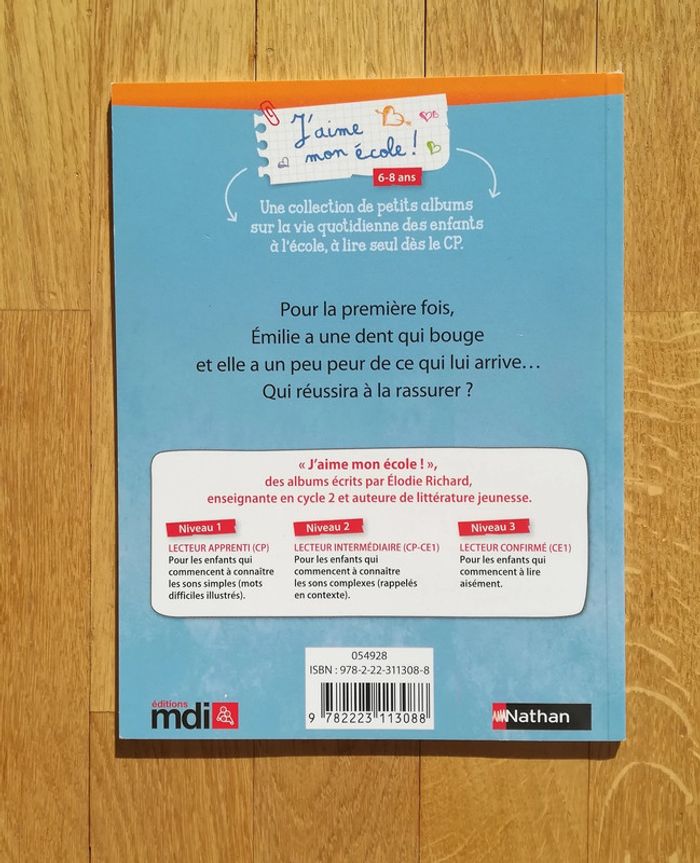 J'aime
mon école !
6-8 ans
Une collection de petits albums
sur la vie quotidienne des enfants
à l'école, à lire seul dès le CP.
Pour la première fois,
Émilie a une dent qui bouge
et elle a un peu peur de ce qui lui arrive…
Qui réussira à la rassurer ?
« J'aime mon école ! »,
des albums écrits par Élodie Richard,
enseignante en cycle 2 et auteure de littérature jeunesse.
Niveau 1
LECTEUR APPRENTI (CP)
Pour les enfants qui
commencent à connaître
les sons simples (mots
difficiles illustrés).
Niveau 2
LECTEUR INTERMÉDIAIRE (CP-CE1)
Pour les enfants qui
commencent à connaître
les sons complexes (rappelés
en contexte).
Niveau 3
LECTEUR CONFIRMÉ (CE1)
Pour les enfants qui
commencent à lire
aisément.
054928
ISBN : 978-2-22-311308-8
9 782223 113088
éditions
mdi
Nathan